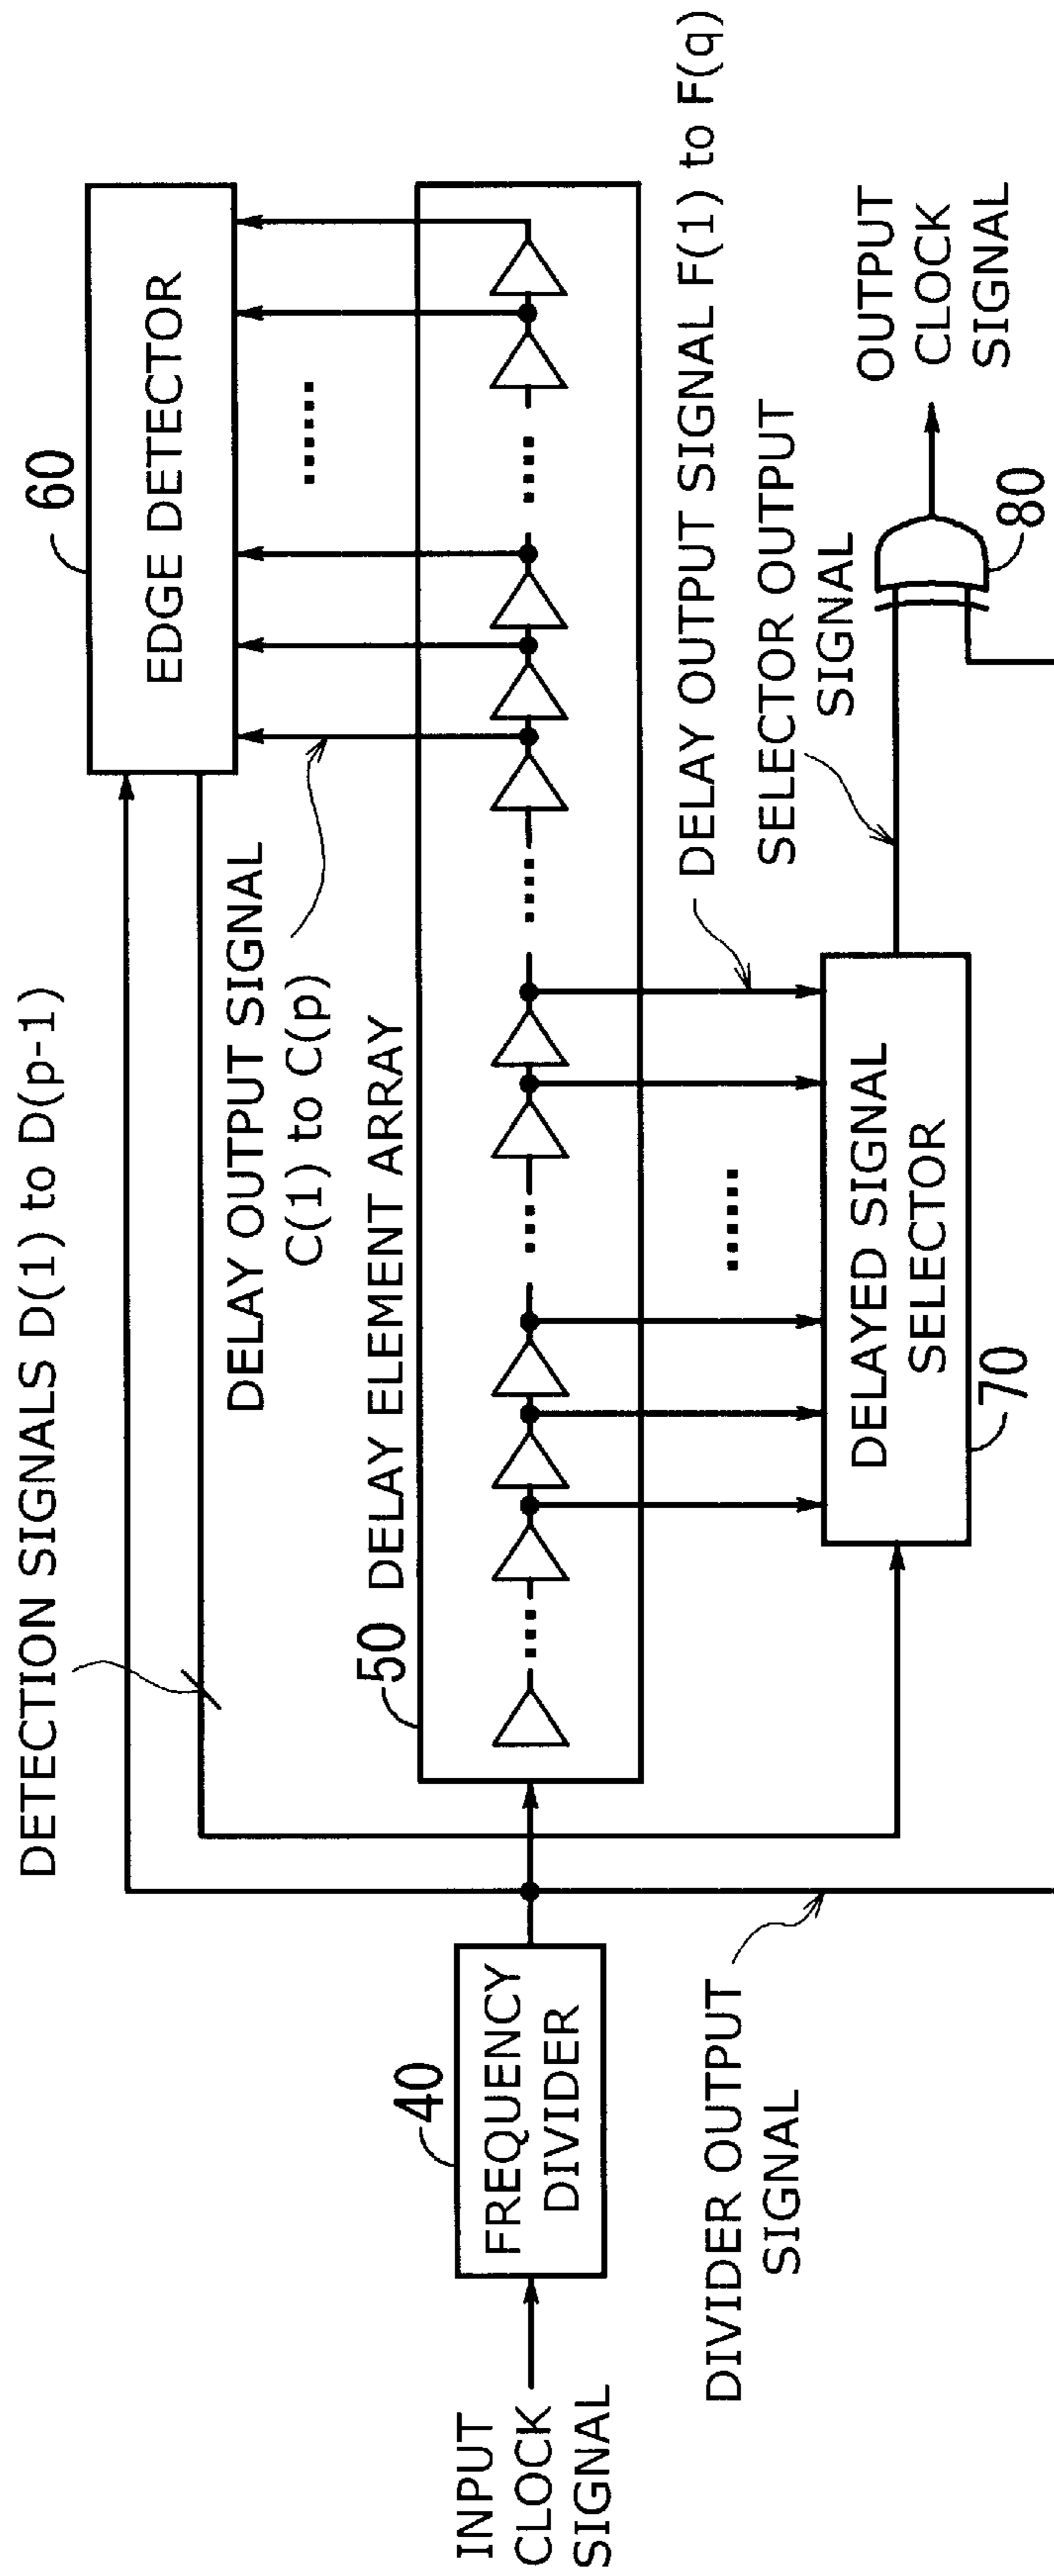 DETECTION SIGNALS D(1) to D(p-1)
60
EDGE DETECTOR
DELAY OUTPUT SIGNAL
C(1) to C(p)
50 DELAY ELEMENT ARRAY
40
FREQUENCY
DIVIDER
INPUT
CLOCK
SIGNAL
DELAY OUTPUT SIGNAL F(1) to F(q)
SELECTOR OUTPUT
SIGNAL
DIVIDER OUTPUT
SIGNAL
DELAYED SIGNAL
SELECTOR
70
OUTPUT
CLOCK
SIGNAL
80